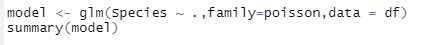 model <- glm(Species ~ .,family=poisson,data = df)
summary(model)